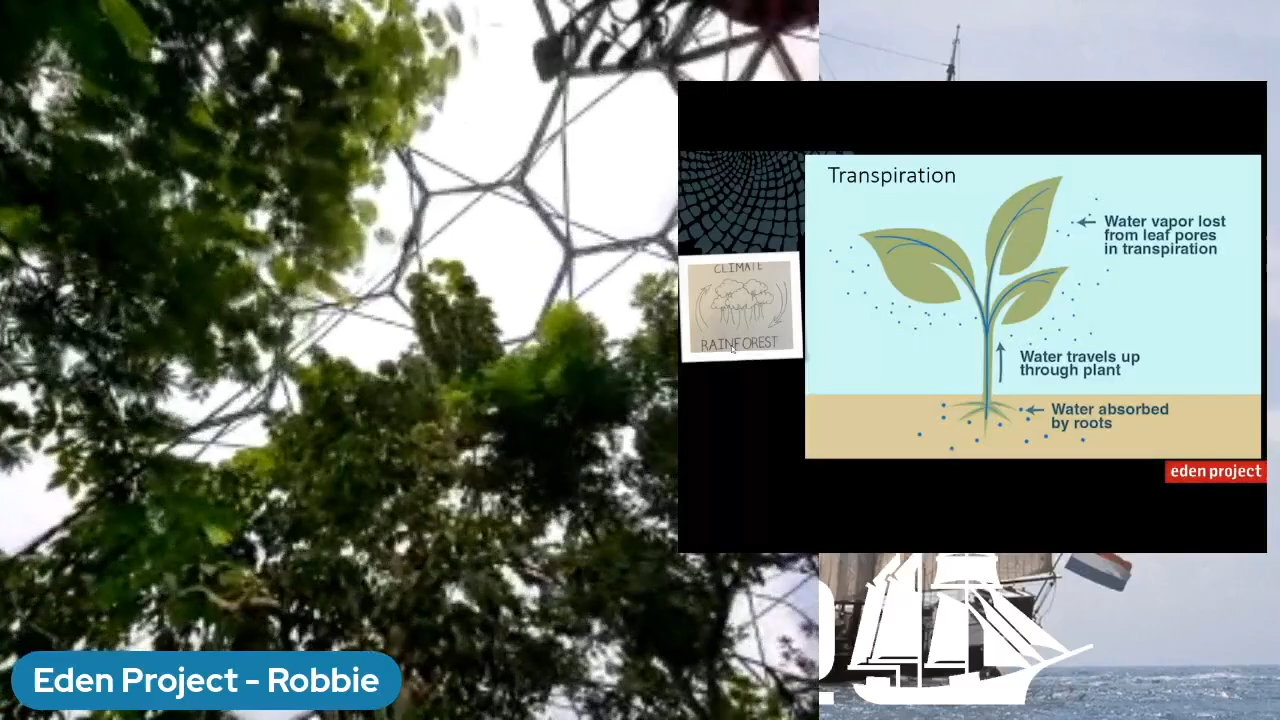 Transpiration
Water vapor lost
from leaf pores
in transpiration
CLIMATE
RAINFOREST
Water travels up
through plant
Water absorbed
by roots
eden project
Eden Project - Robbie